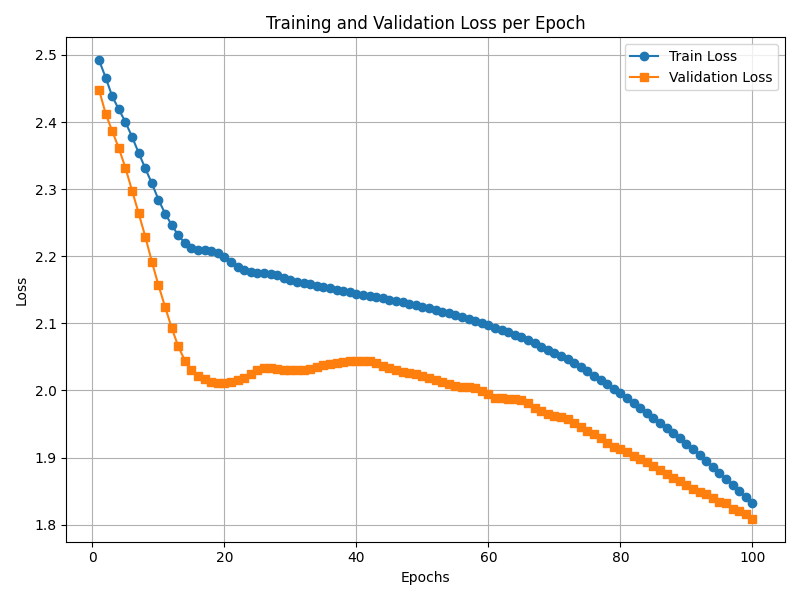 Training and Validation Loss per Epoch
Train Loss
Validation Loss
Loss
2.5
2.4
2.3
2.2
2.1
2.0
1.9
1.8
0 20 40 60 80 100
Epochs